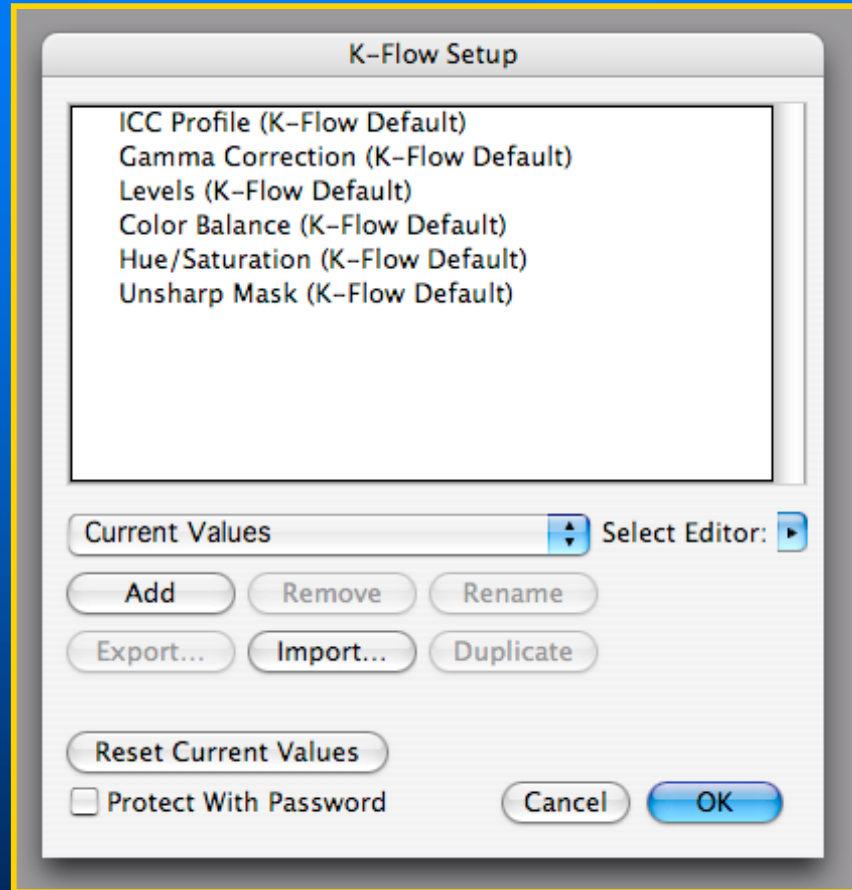 K-Flow Setup
ICC Profile (K-Flow Default)
Gamma Correction (K-Flow Default)
Levels (K-Flow Default)
Color Balance (K-Flow Default)
Hue/Saturation (K-Flow Default)
Unsharp Mask (K-Flow Default)
Current Values Select Editor:
Add Remove Rename
Export... Import... Duplicate
Reset Current Values
Protect With Password Cancel OK